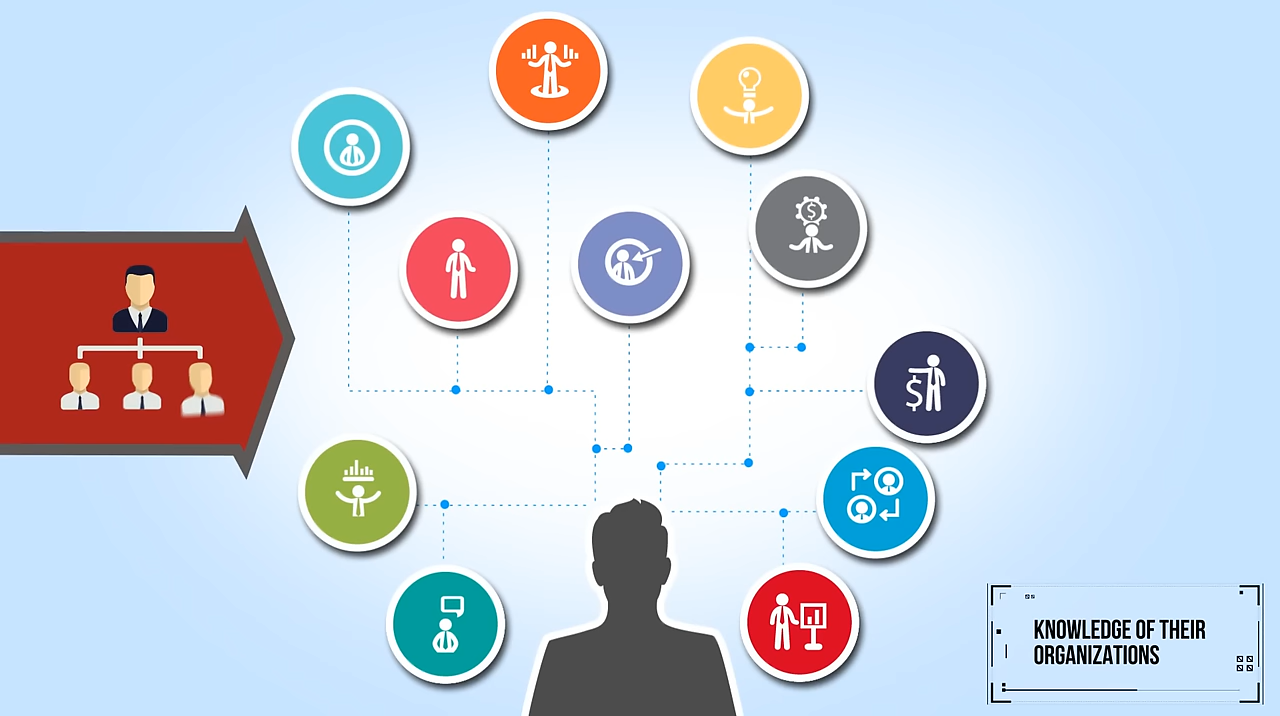 $
$
KNOWLEDGE OF THEIR
ORGANIZATIONS